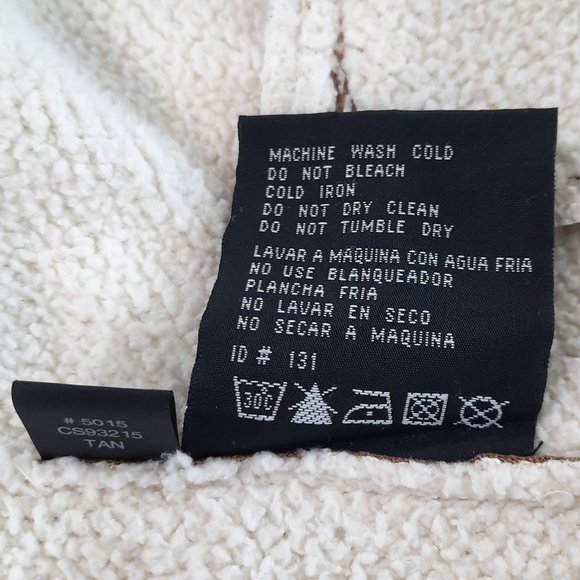 MACHINE WASH COLD
DO NOT BLEACH
COLD IRON
DO NOT DRY CLEAN
DO NOT TUMBLE DRY
LAVAR A MAQUINA CON AGUA FRIA
NO USE BLANQUEADOR
PLANCHA FRIA
NO LAVAR EN SECO
NO SECAR A MAQUINA
ID # 131
30C
# 5015
CS93215
TAN